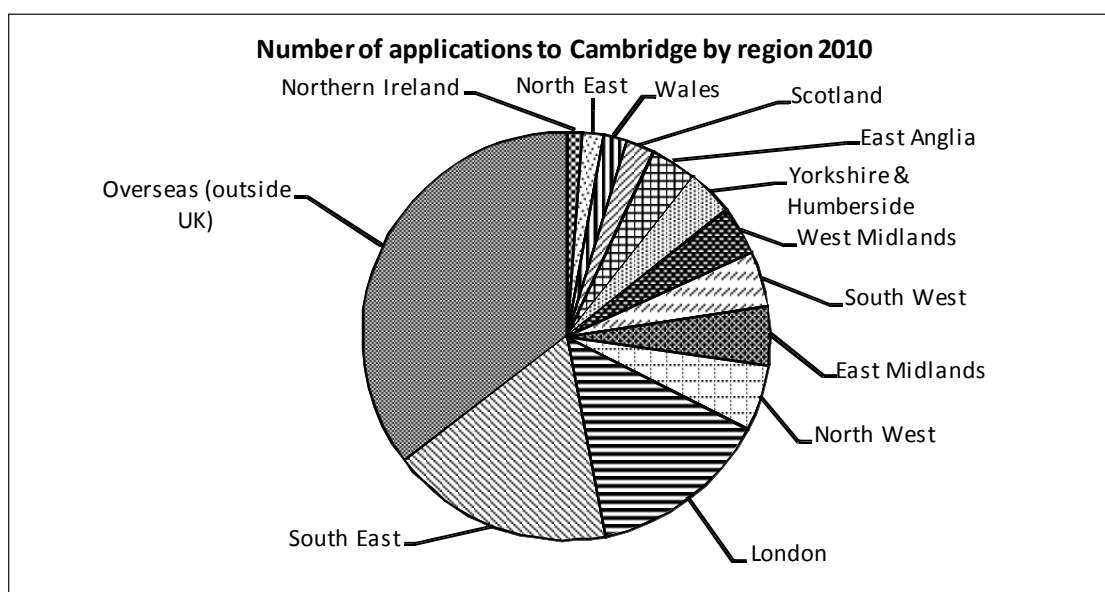 Number of applications to Cambridge by region 2010
Northern Ireland
North East
Wales
Scotland
East Anglia
Yorkshire &
Humberside
West Midlands
South West
East Midlands
North West
London
South East
Overseas (outside
UK)